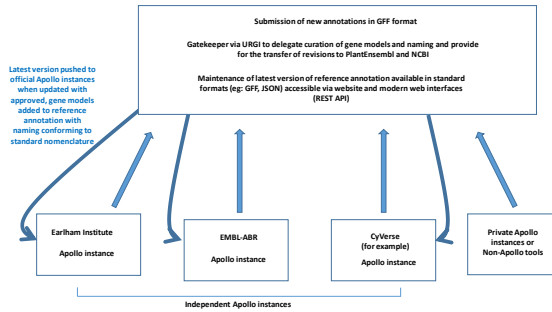 Submission of new annotations in GFF format
Gatekeeper via URGI to delegate curation of gene models and naming and provide
for the transfer of revisions to PlantEnsembl and NCBI
Maintenance of latest version of reference annotation available in standard
formats (eg: GFF, JSON) accessible via website and modern web interfaces
(REST API)
Latest version pushed to
official Apollo instances
when updated with
approved, gene models
added to reference
annotation with
naming conforming to
standard nomenclature
Earlham Institute
Apollo instance
EMBL-ABR
Apollo instance
CyVerse
(for example)
Apollo instance
Private Apollo
instances or
Non-Apollo tools
Independent Apollo instances